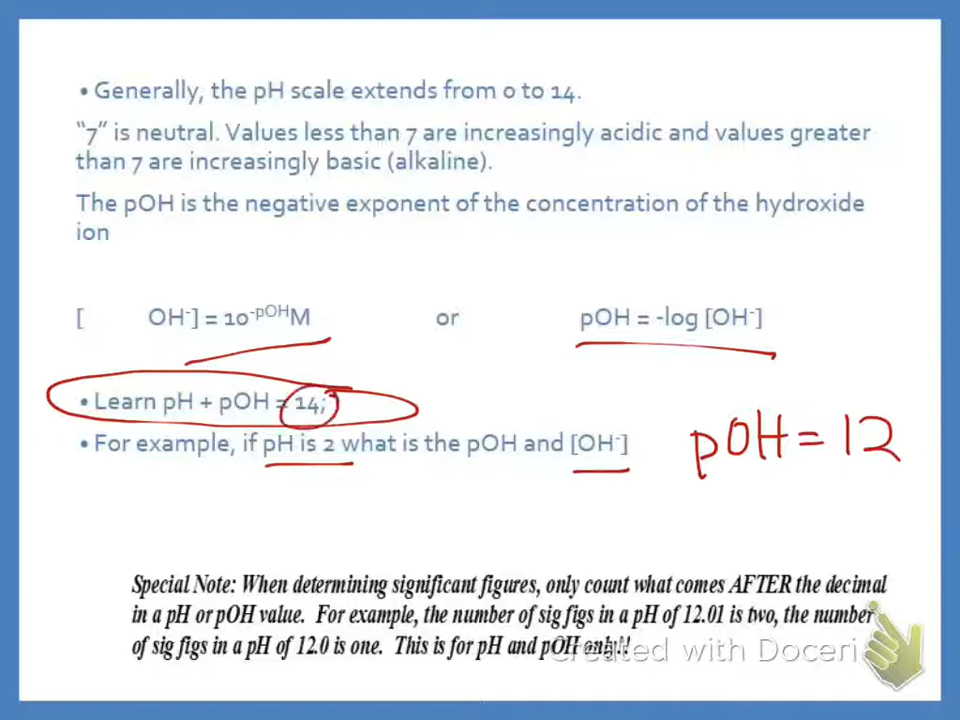 • Generally, the pH scale extends from 0 to 14.
"7" is neutral. Values less than 7 are increasingly acidic and values greater
than 7 are increasingly basic (alkaline).
The pOH is the negative exponent of the concentration of the hydroxide
ion
[ OH⁻] = 10⁻ᵖᴼᴴM or pOH = -log [OH⁻]
• Learn pH + pOH = 14;
• For example, if pH is 2 what is the pOH and [OH⁻]
pOH = 12
Special Note: When determining significant figures, only count what comes AFTER the decimal
in a pH or pOH value. For example, the number of sig figs in a pH of 12.01 is two, the number
of sig figs in a pH of 12.0 is one. This is for pH and pOH only!!
Created with Doceri